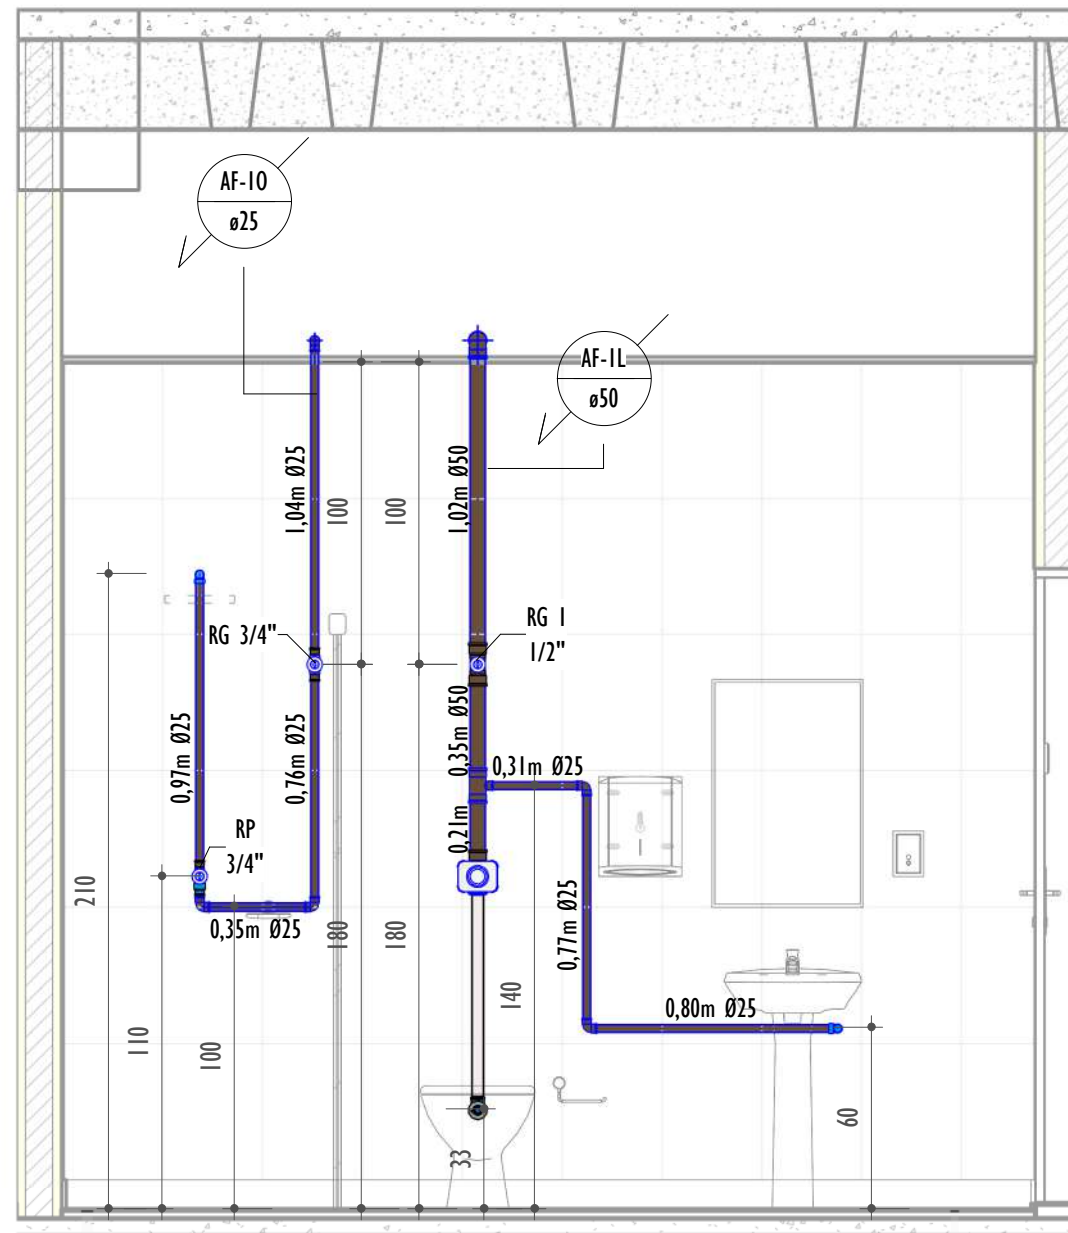 AF-10
ø25
AF-1L
ø50
1,04m Ø25
100
100
1,02m Ø50
RG 3/4"
RG 1
1/2"
0,97m Ø25
0,76m Ø25
0,35m Ø50
0,31m Ø25
RP
3/4"
0,21m
210
0,35m Ø25
180
180
0,77m Ø25
140
0,80m Ø25
110
100
60
33